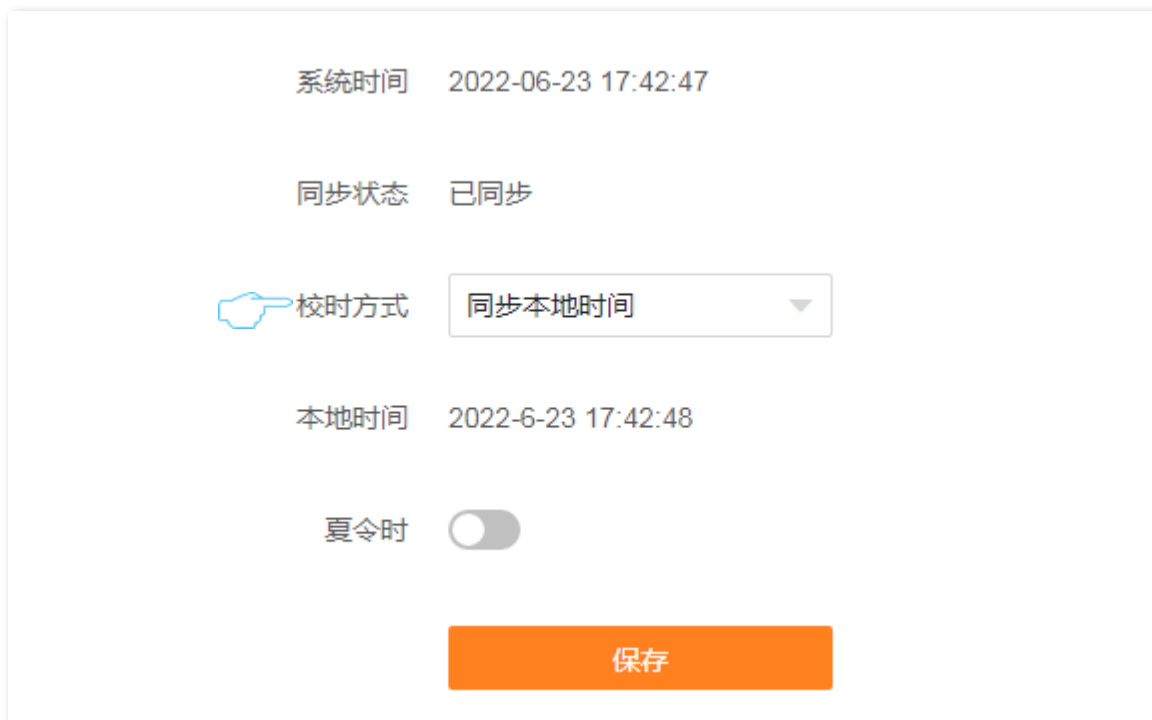 系统时间 2022-06-23 17:42:47
同步状态 已同步
校时方式 同步本地时间
本地时间 2022-6-23 17:42:48
夏令时
保存